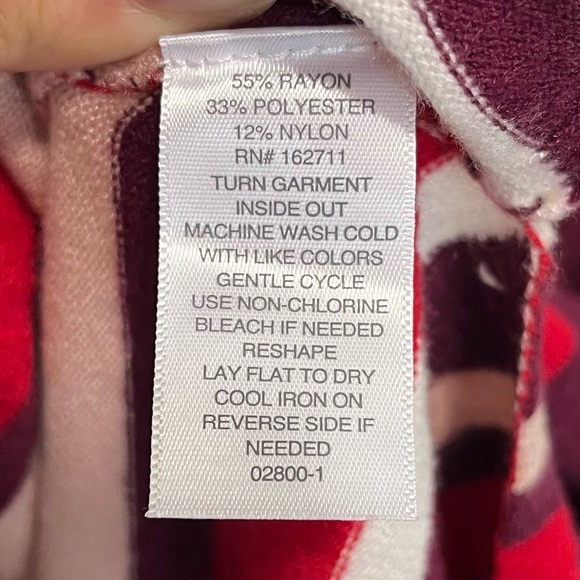 55% RAYON
33% POLYESTER
12% NYLON
RN# 162711
TURN GARMENT
INSIDE OUT
MACHINE WASH COLD
WITH LIKE COLORS
GENTLE CYCLE
USE NON-CHLORINE
BLEACH IF NEEDED
RESHAPE
LAY FLAT TO DRY
COOL IRON ON
REVERSE SIDE IF
NEEDED
02800-1